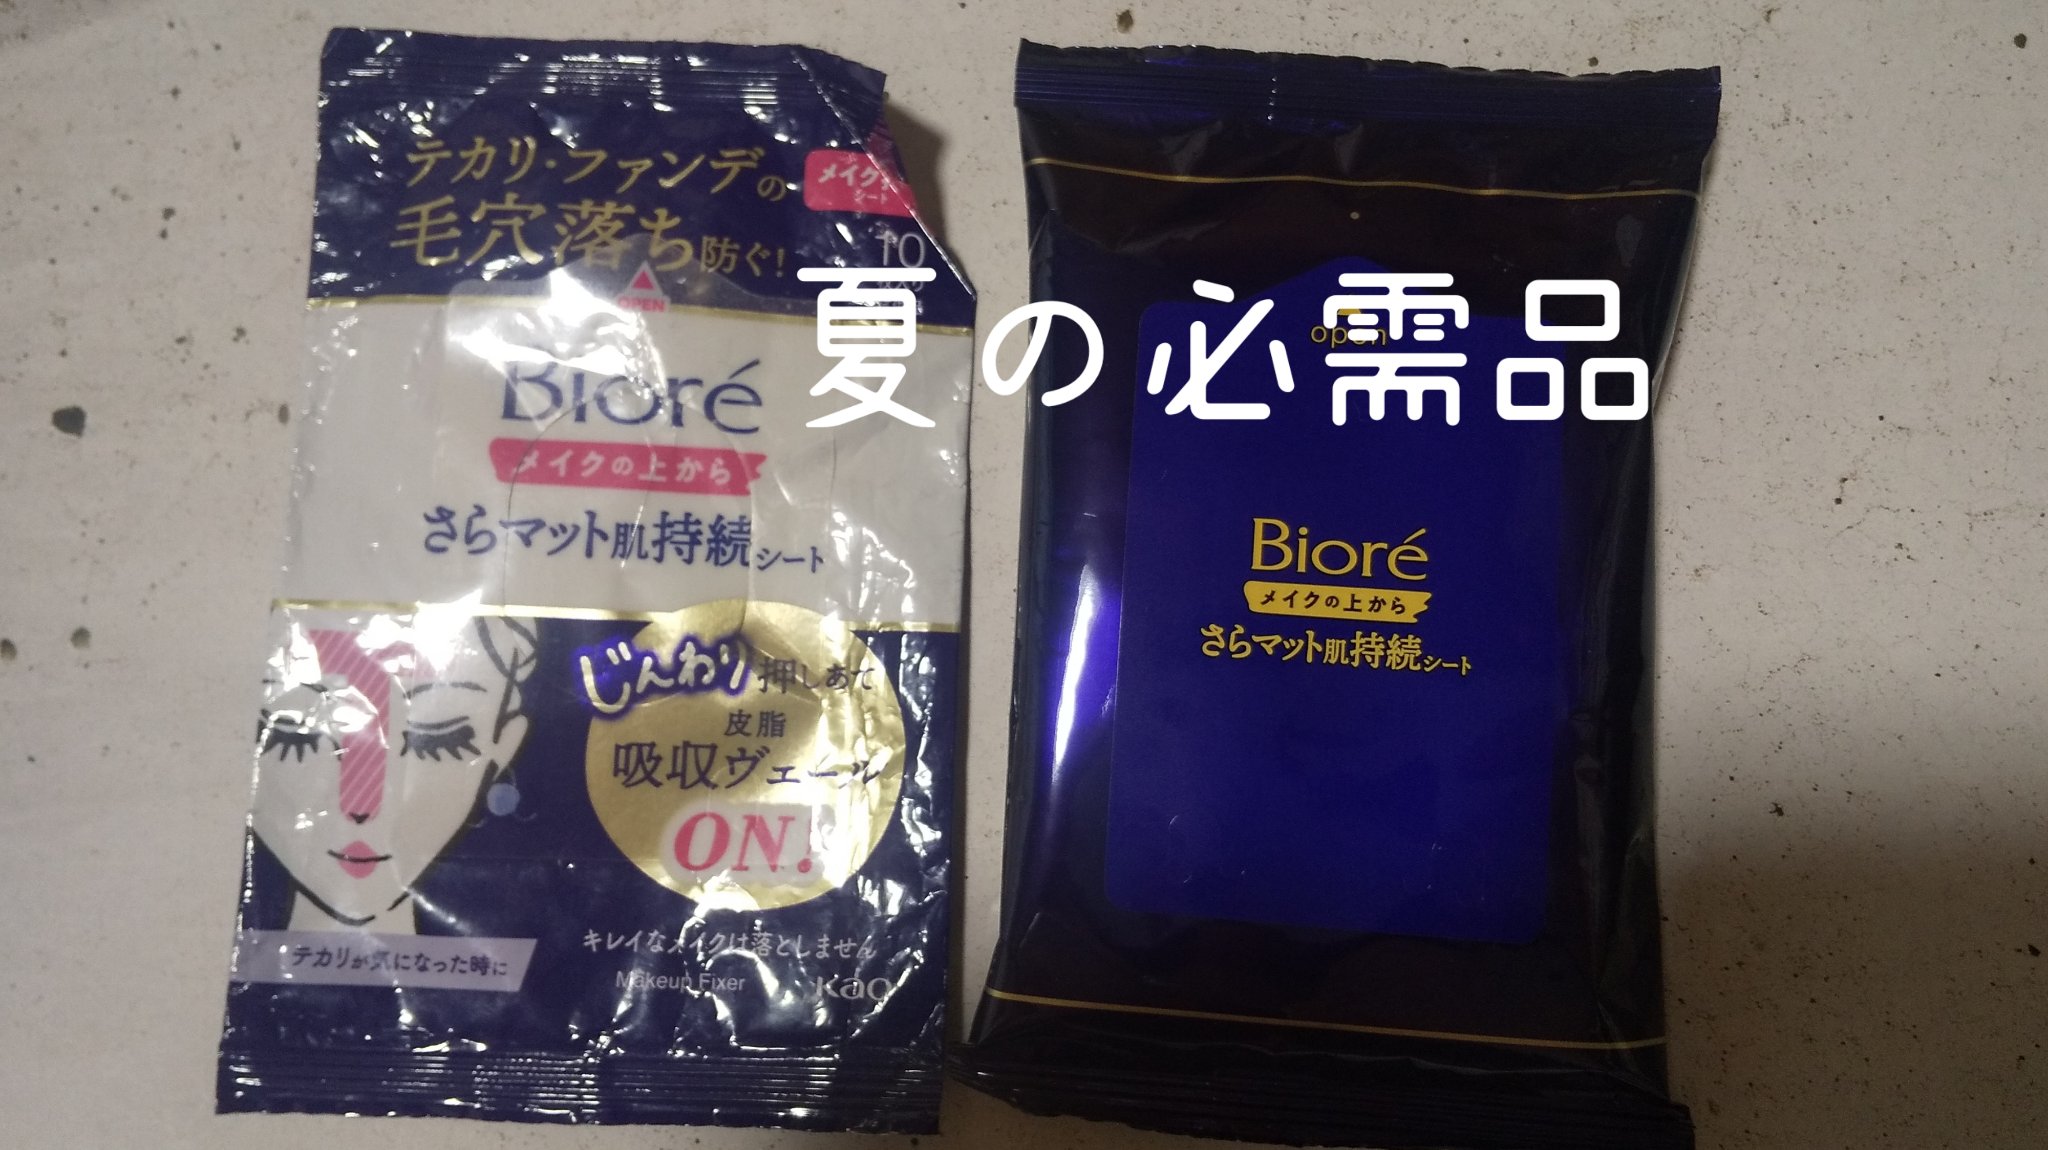 テカリ・ファンデの
毛穴落ち防ぐ!
シート
10
OPEN
Bioré
メイクの上から
さらマット肌持続シート
じんわり押しあて
皮脂
吸収ヴェール
ON!
テカリが気になった時に
キレイなメイクは落としません
Makeup Fixer
Kao
夏の必需品
open
Bioré
メイクの上から
さらマット肌持続シート